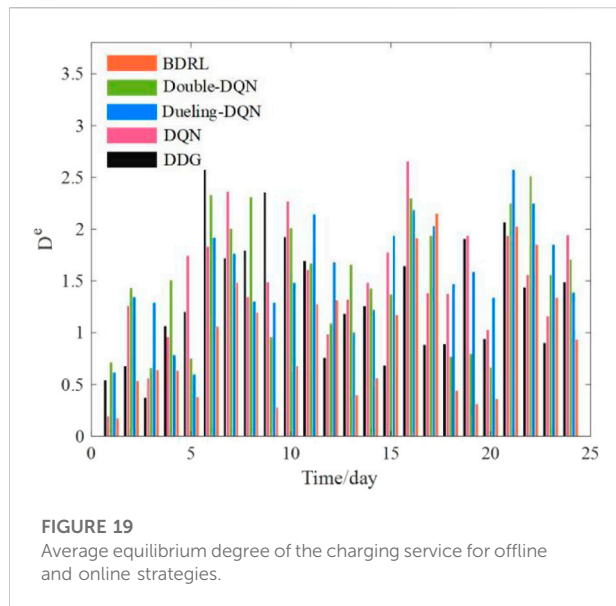 3.5
3
2.5
2
1.5
1
0.5
0
D^e
BDRL
Double-DQN
Dueling-DQN
DQN
DDG
0 5 10 15 20 25
Time/day
FIGURE 19
Average equilibrium degree of the charging service for offline
and online strategies.